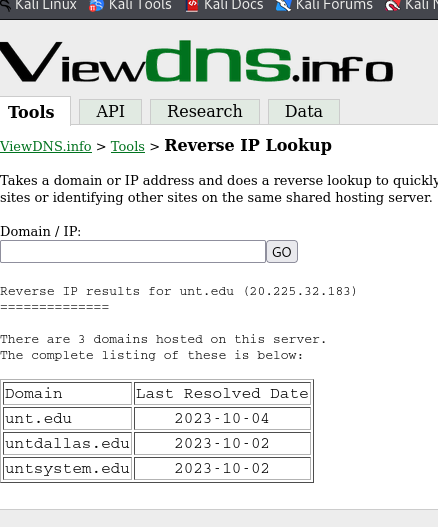 Kali Linux Kali Tools Kali Docs Kali Forums Kali
Viewdns.info
Tools API Research Data
ViewDNS.info > Tools > Reverse IP Lookup
Takes a domain or IP address and does a reverse lookup to quickly
sites or identifying other sites on the same shared hosting server.
Domain / IP:
GO
Reverse IP results for unt.edu (20.225.32.183)
==============
There are 3 domains hosted on this server.
The complete listing of these is below:
Domain Last Resolved Date
unt.edu 2023-10-04
untdallas.edu 2023-10-02
untsystem.edu 2023-10-02